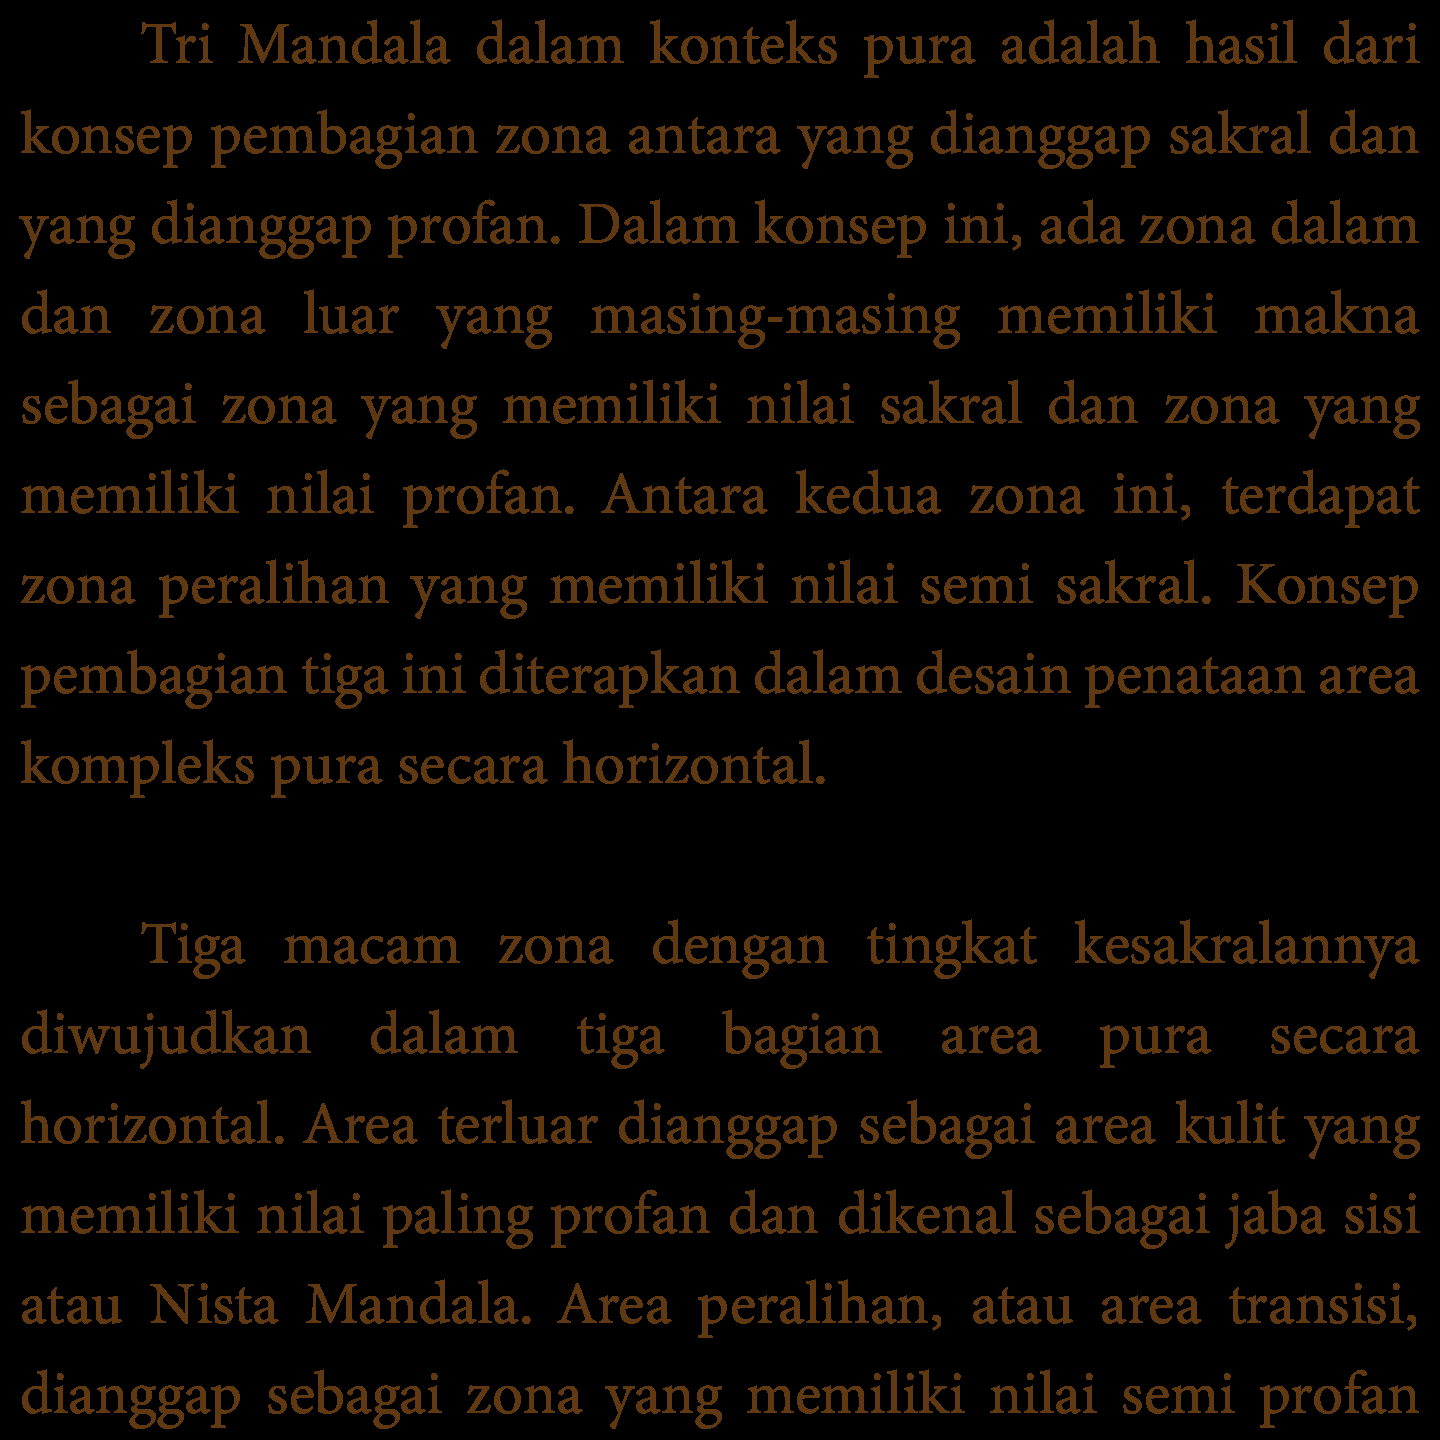 Tri Mandala dalam konteks pura adalah hasil dari
konsep pembagian zona antara yang dianggap sakral dan
yang dianggap profan. Dalam konsep ini, ada zona dalam
dan zona luar yang masing-masing memiliki makna
sebagai zona yang memiliki nilai sakral dan zona yang
memiliki nilai profan. Antara kedua zona ini, terdapat
zona peralihan yang memiliki nilai semi sakral. Konsep
pembagian tiga ini diterapkan dalam desain penataan area
kompleks pura secara horizontal.
Tiga macam zona dengan tingkat kesakralannya
diwujudkan dalam tiga bagian area pura secara
horizontal. Area terluar dianggap sebagai area kulit yang
memiliki nilai paling profan dan dikenal sebagai jaba sisi
atau Nista Mandala. Area peralihan, atau area transisi,
dianggap sebagai zona yang memiliki nilai semi profan